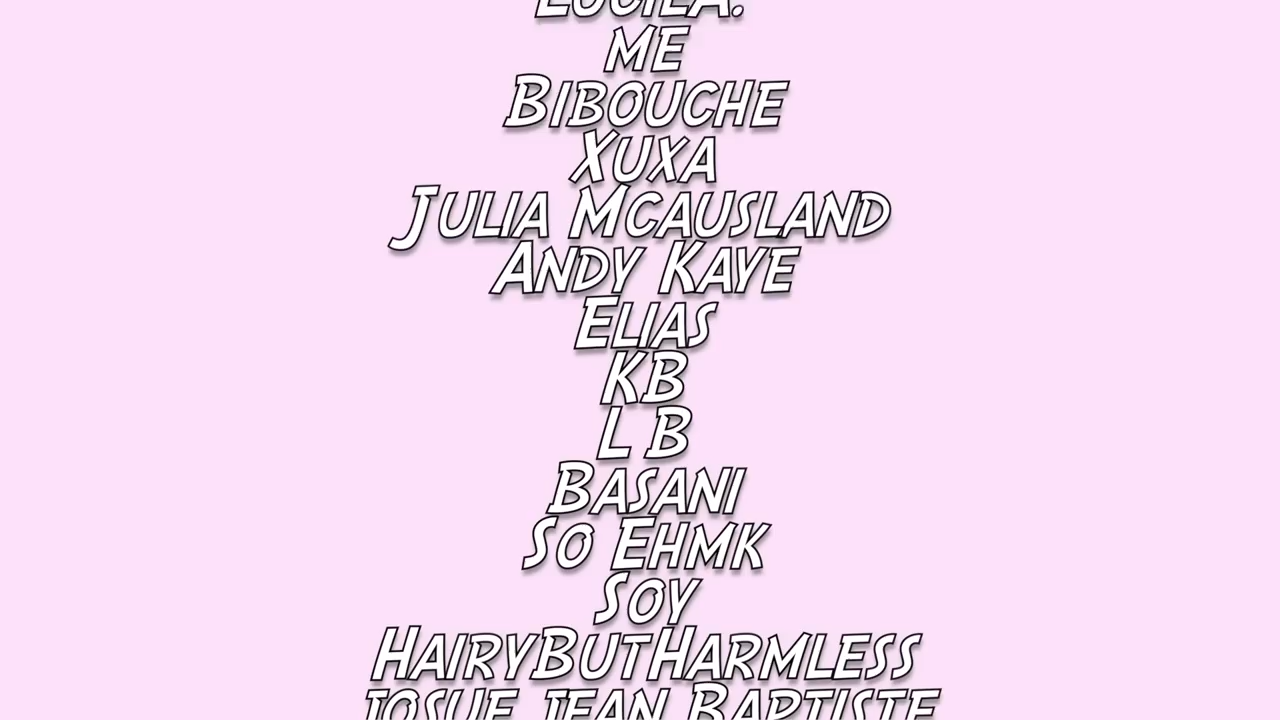 Lucila.
ME
Bibouche
Xuxa
Julia Mcausland
Andy Kaye
Elias
KB
L B
Basani
So Ehmk
Soy
HairyButHarmless
josue jean Baptiste